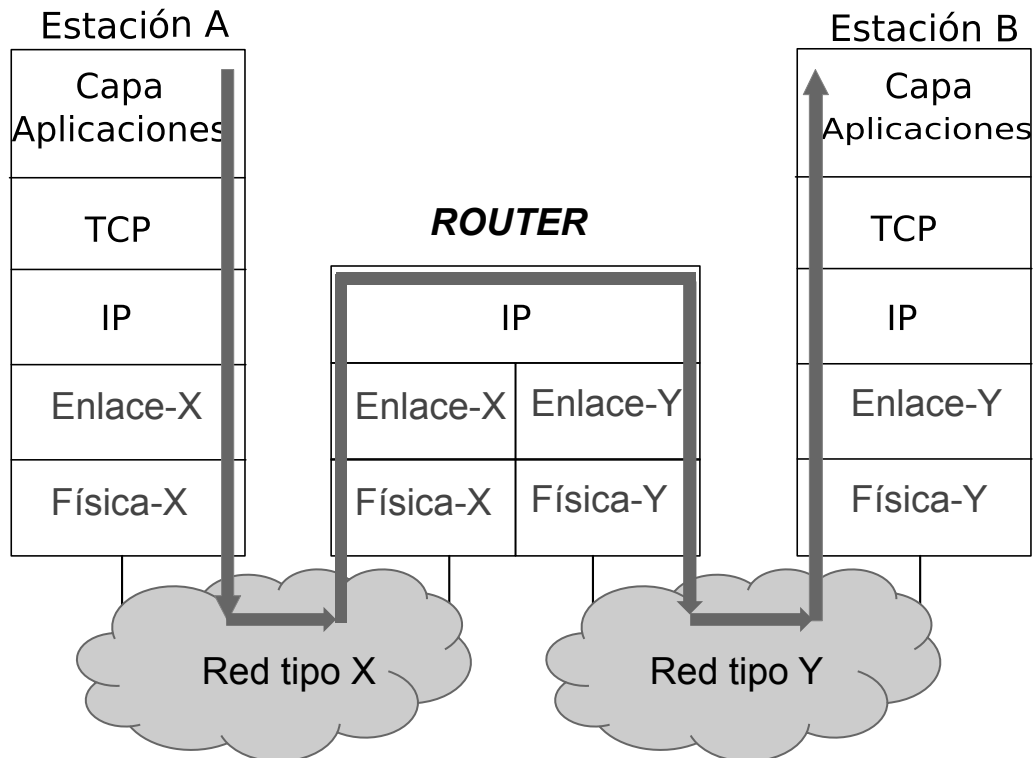 Estación A
Capa
Aplicaciones
TCP
IP
Enlace-X
Física-X
ROUTER
IP
Enlace-X
Enlace-Y
Física-X
Física-Y
Estación B
Capa
Aplicaciones
TCP
IP
Enlace-Y
Física-Y
Red tipo X
Red tipo Y